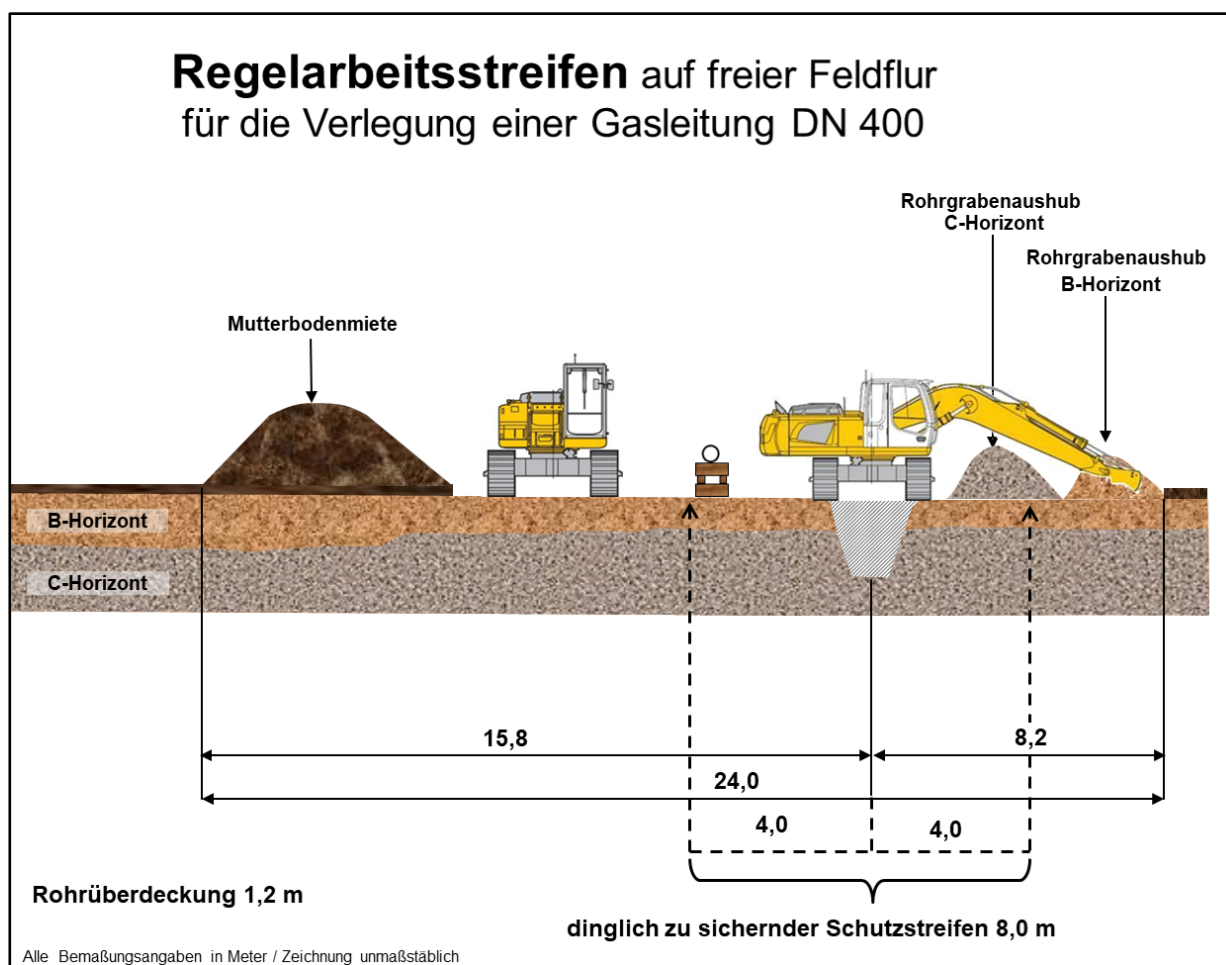 Regelarbeitsstreifen auf freier Feldflur
für die Verlegung einer Gasleitung DN 400
Rohrgrabenaushub
C-Horizont
Rohrgrabenaushub
B-Horizont
Mutterbodenmiete
B-Horizont
C-Horizont
15,8
8,2
24,0
4,0
4,0
Rohrüberdeckung 1,2 m
dinglich zu sichernder Schutzstreifen 8,0 m
Alle Bemaßungsangaben in Meter / Zeichnung unmaßstäblich